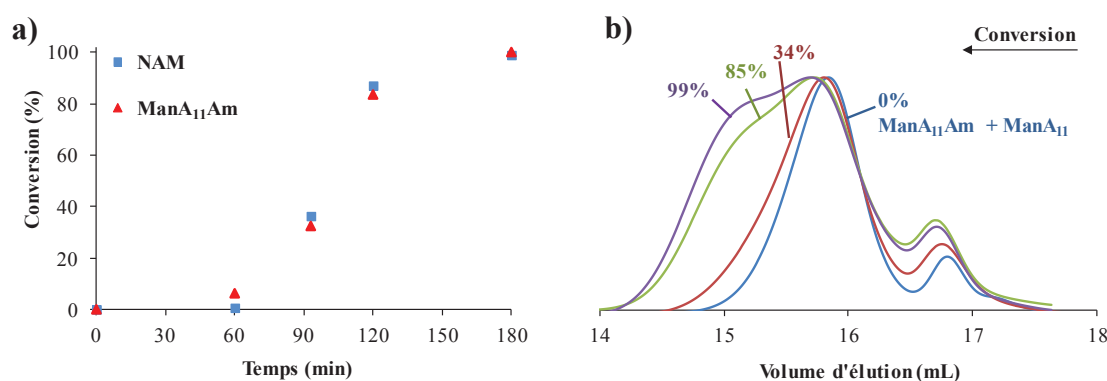 a)
NAM
ManA₁₁Am
Conversion (%)
100
80
60
40
20
0
0
30
60
90
120
150
180
Temps (min)
b)
Conversion
34%
85%
99%
0%
ManA₁₁Am + ManA₁₁
14
15
16
17
18
Volume d'élution (mL)